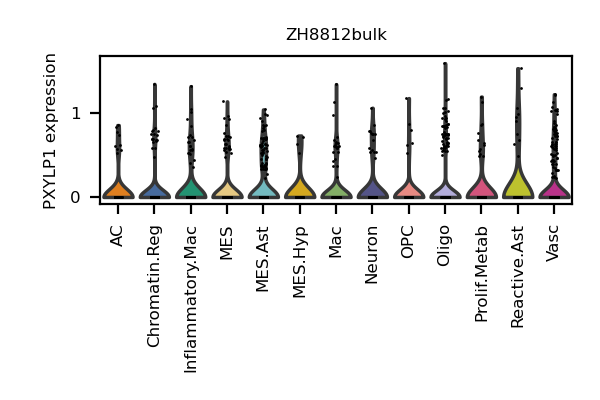 ZH8812bulk
PXYLP1 expression
1
0
AC
Chromatin.Reg
Inflammatory.Mac
MES
MES.Ast
MES.Hyp
Mac
Neuron
OPC
Oligo
Prolif.Metab
Reactive.Ast
Vasc